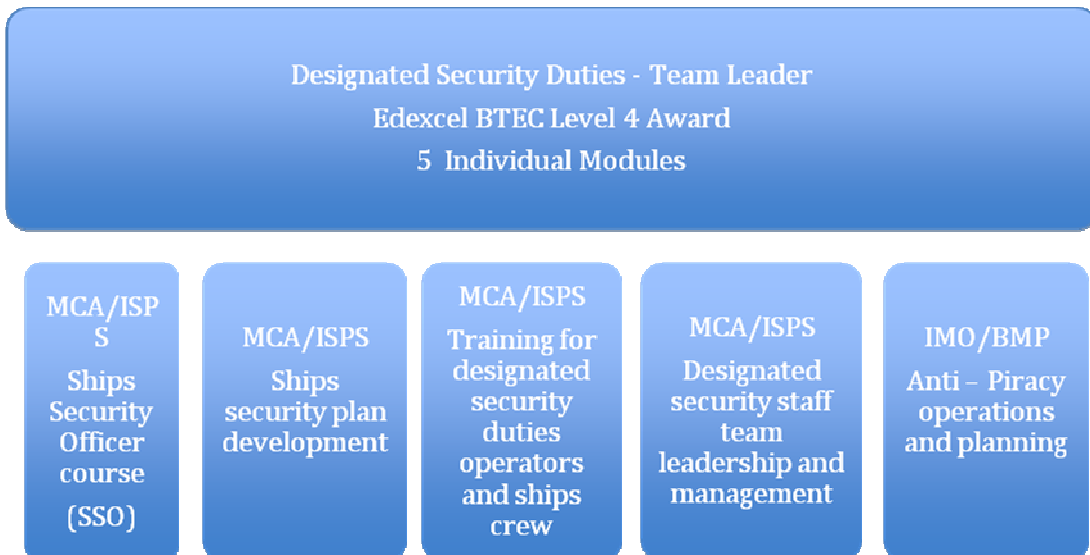 Designated Security Duties - Team Leader
Edexcel BTEC Level 4 Award
5 Individual Modules
MCA/ISP
S
Ships
Security
Officer
course
(SSO)
MCA/ISPS
Ships
security plan
development
MCA/ISPS
Training for
designated
security
duties
operators
and ships
crew
MCA/ISPS
Designated
security staff
team
leadership and
management
IMO/BMP
Anti – Piracy
operations
and planning